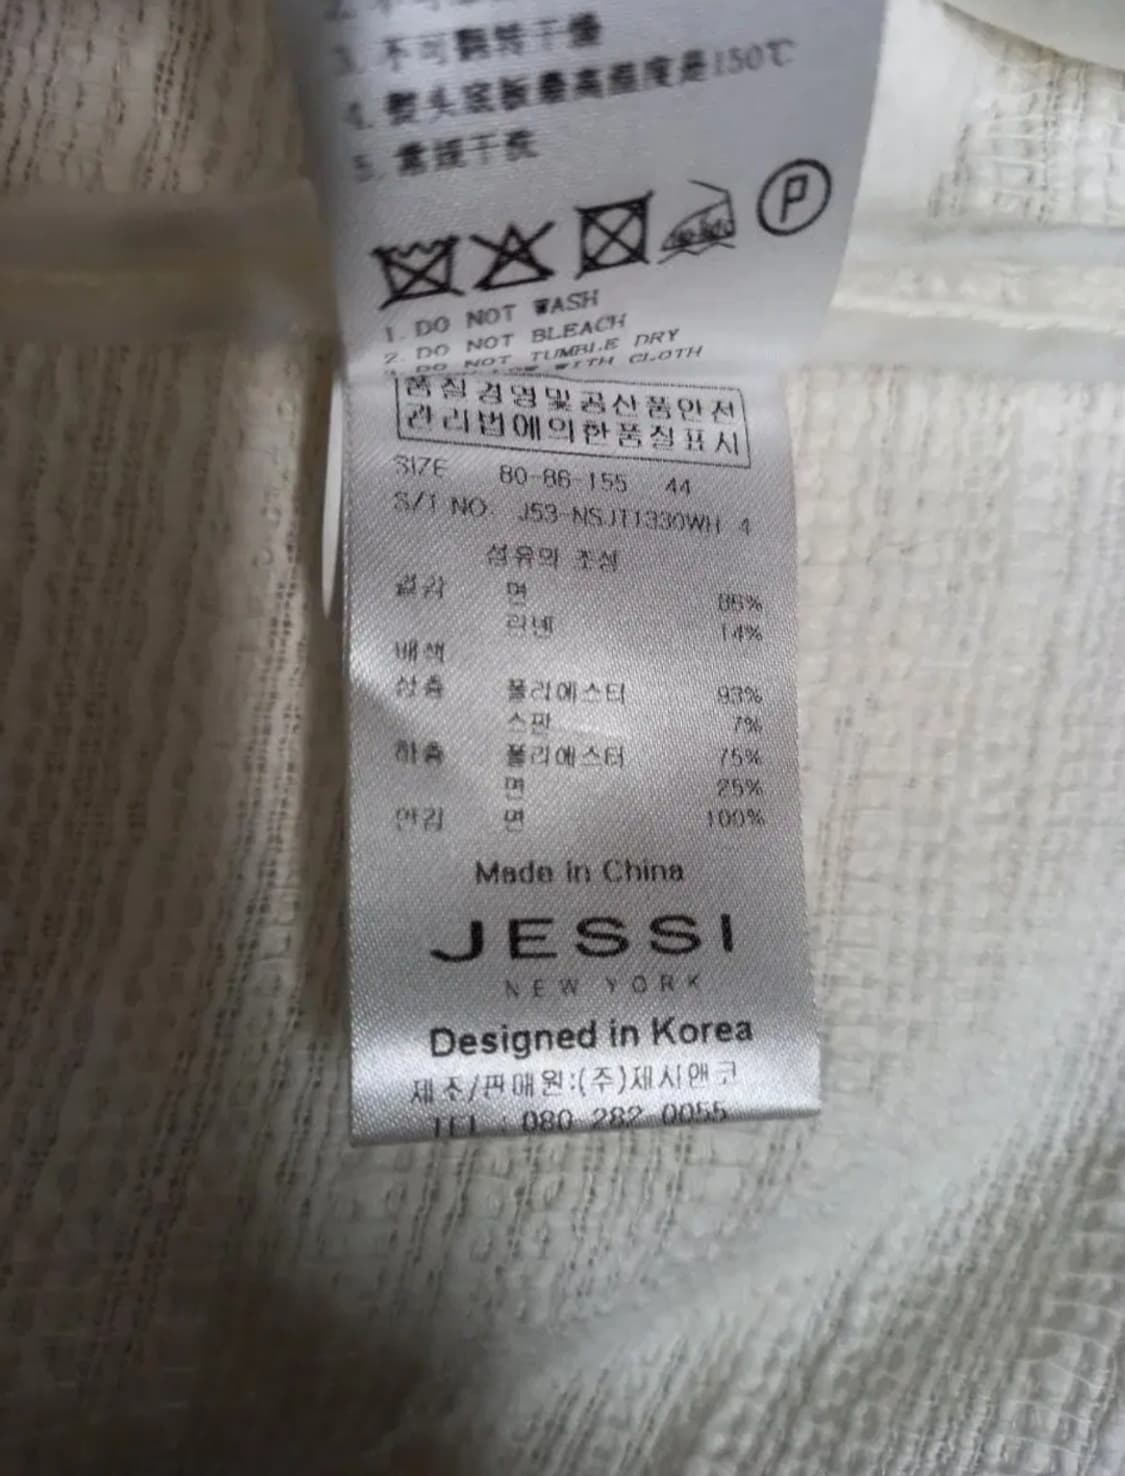 3. 不可翻转干燥
4. 熨头底板最高温度是150℃
5. 常规干洗
P
1. DO NOT WASH
2. DO NOT BLEACH
3. DO NOT TUMBLE DRY
WITH CLOTH
품질경영및공산품안전
관리법에의한품질표시
SIZE 80-86-155 44
S/T NO. J53-NSJT1330WH 4
섬유의 조성
겉감 면 86%
린넨 14%
배색
상층 폴리에스터 93%
스판 7%
하층 폴리에스터 75%
면 25%
안감 면 100%
Made in China
JESSI
NEW YORK
Designed in Korea
제조/판매원:(주)제시앤코
TEL : 080 282 0055